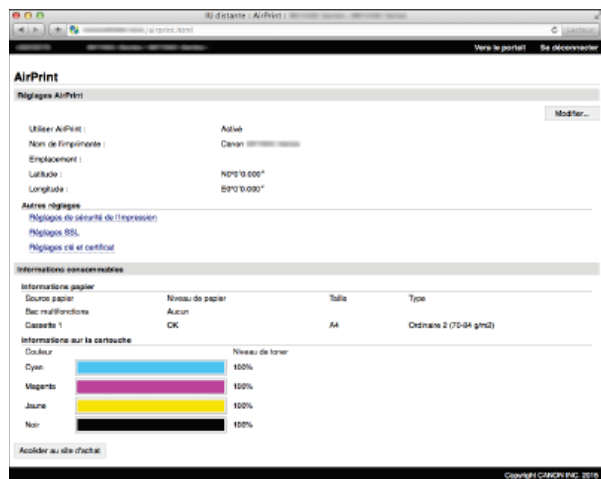 IU distante : AirPrint :
/airprint.html
Lecteur
Vers le portail Se déconnecter
AirPrint
Réglages AirPrint
Modifier...
Utiliser AirPrint : Activé
Nom de l'imprimante : Canon
Emplacement :
Latitude : N0°0'0.000"
Longitude : E0°0'0.000"
Autres réglages
Réglages de sécurité de l'impression
Réglages SSL
Réglages clé et certificat
Informations consommables
Informations papier
Source papier Niveau de papier Taille Type
Bac multifonctions Aucun
Cassette 1 OK A4 Ordinaire 2 (70-84 g/m2)
Informations sur la cartouche
Couleur Niveau de toner
Cyan 100%
Magenta 100%
Jaune 100%
Noir 100%
Accéder au site d'achat
Copyright CANON INC. 2015